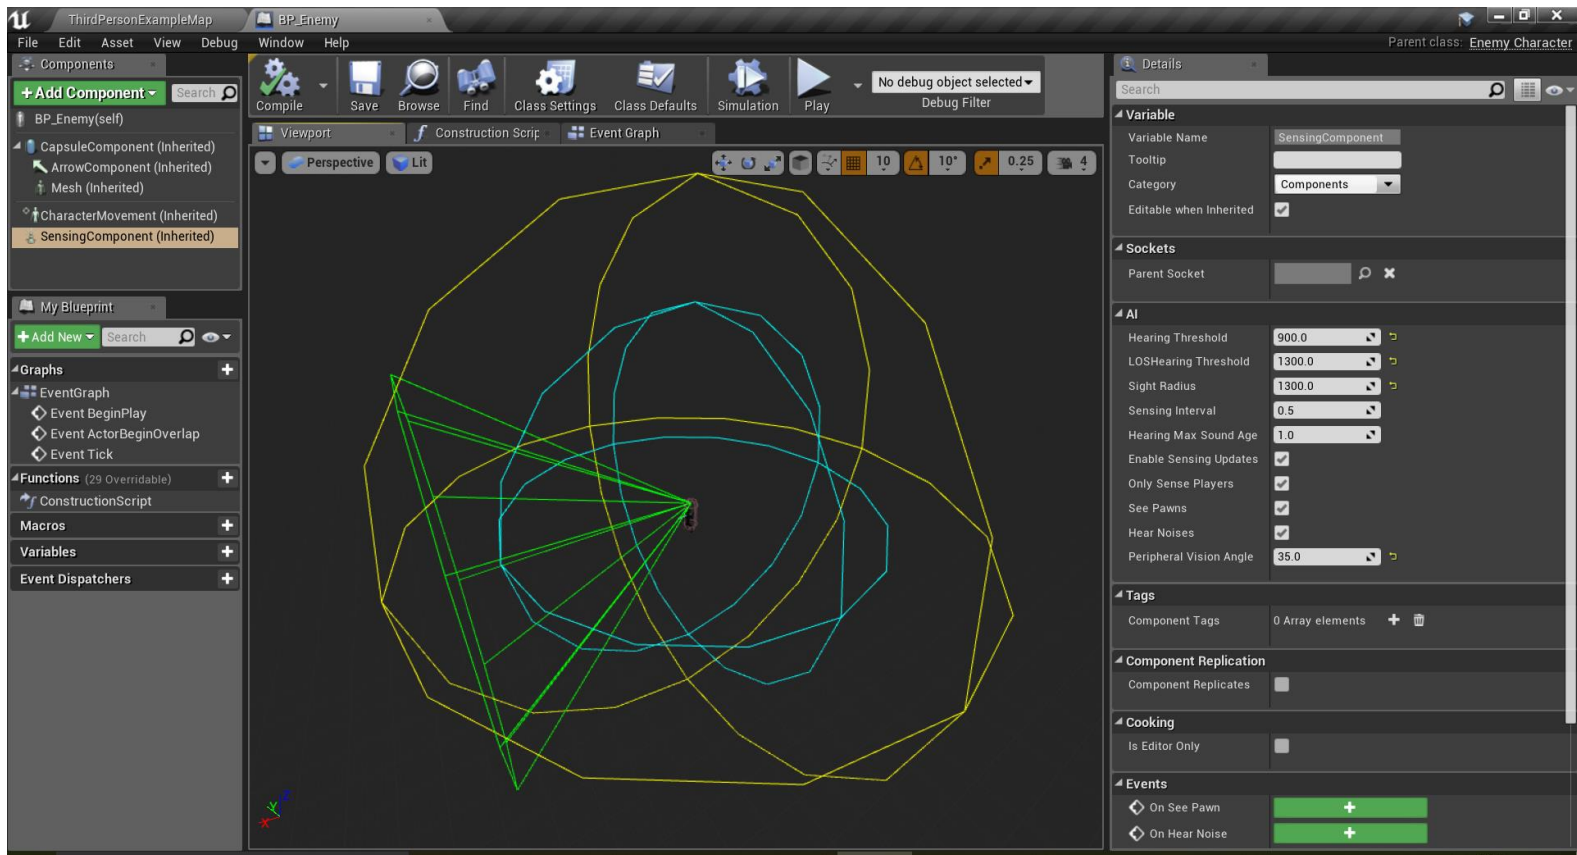 ThirdPersonExampleMap
BP_Enemy
File Edit Asset View Debug Window Help
Parent class: Enemy Character
Components
+Add Component
Search
BP_Enemy(self)
CapsuleComponent (Inherited)
ArrowComponent (Inherited)
Mesh (Inherited)
CharacterMovement (Inherited)
SensingComponent (Inherited)
My Blueprint
+Add New
Search
Graphs
EventGraph
Event BeginPlay
Event ActorBeginOverlap
Event Tick
Functions (29 Overridable)
ConstructionScript
Macros
Variables
Event Dispatchers
Compile
Save
Browse
Find
Class Settings
Class Defaults
Simulation
Play
No debug object selected
Debug Filter
Viewport
Construction Scrip
Event Graph
Perspective
Lit
10
10°
0.25
4
Z
Y
X
Details
Search
Variable
Variable Name SensingComponent
Tooltip
Category Components
Editable when Inherited
Sockets
Parent Socket
AI
Hearing Threshold 900.0
LOSHearing Threshold 1300.0
Sight Radius 1300.0
Sensing Interval 0.5
Hearing Max Sound Age 1.0
Enable Sensing Updates
Only Sense Players
See Pawns
Hear Noises
Peripheral Vision Angle 35.0
Tags
Component Tags 0 Array elements
Component Replication
Component Replicates
Cooking
Is Editor Only
Events
On See Pawn
On Hear Noise